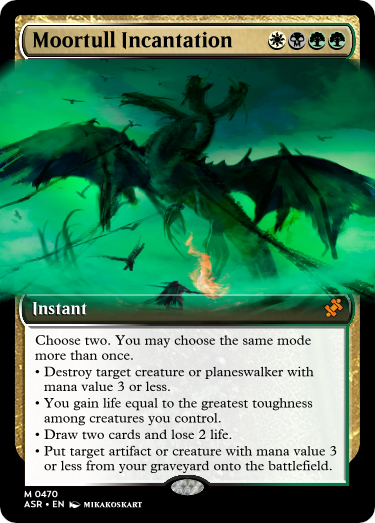 Moortull Incantation
Instant
Choose two. You may choose the same mode
more than once.
• Destroy target creature or planeswalker with
mana value 3 or less.
• You gain life equal to the greatest toughness
among creatures you control.
• Draw two cards and lose 2 life.
• Put target artifact or creature with mana value 3
or less from your graveyard onto the battlefield.
M 0470
ASR • EN MIKAKOSKART